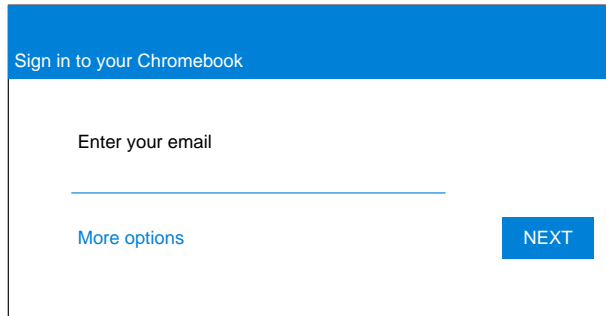 Sign in to your Chromebook
Enter your email
More options
NEXT